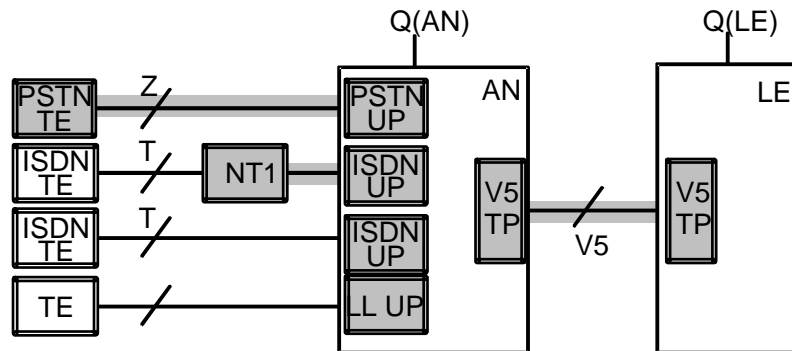 Q(AN)
Q(LE)
PSTN
TE
Z
PSTN
UP
AN
LE
ISDN
TE
T
NT1
ISDN
UP
V5
TP
V5
V5
TP
ISDN
TE
T
ISDN
UP
TE
LL UP